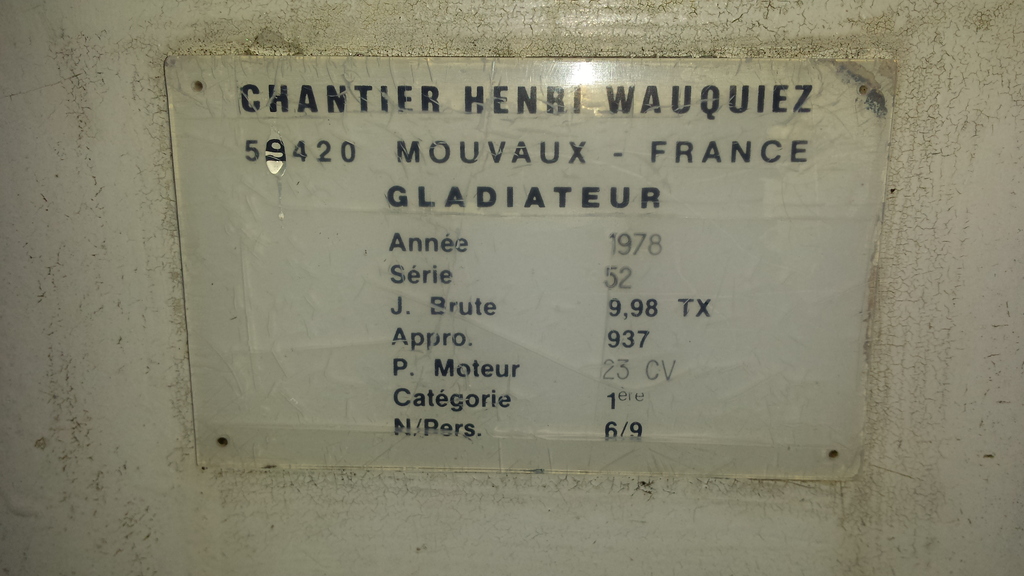 CHANTIER HENRI WAUQUIEZ
59420 MOUVAUX - FRANCE
GLADIATEUR
Année 1978
Série 52
J. Brute 9,98 TX
Appro. 937
P. Moteur 23 CV
Catégorie 1ère
N/Pers. 6/9